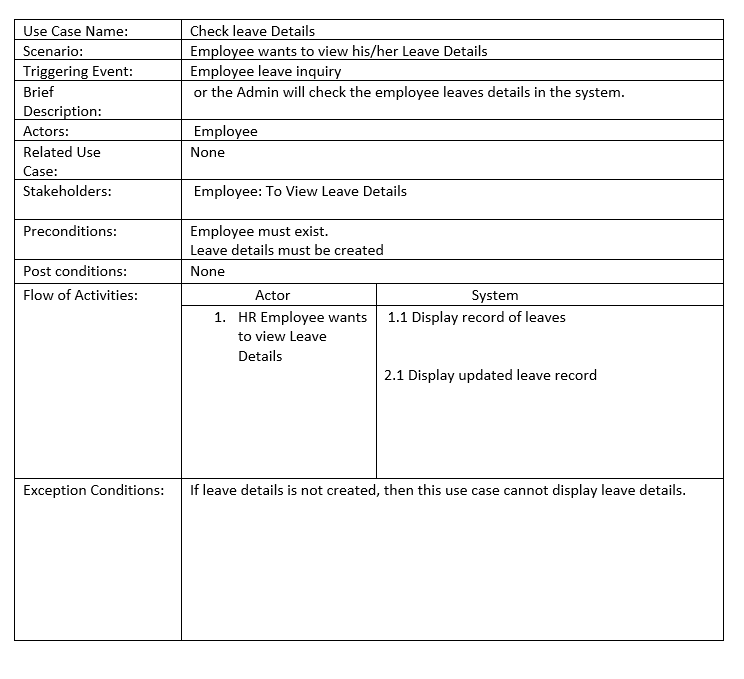 Use Case Name: Check leave Details
Scenario: Employee wants to view his/her Leave Details
Triggering Event: Employee leave inquiry
Brief or the Admin will check the employee leaves details in the system.
Description:
Actors: Employee
Related Use None
Case:
Stakeholders: Employee: To View Leave Details
Preconditions: Employee must exist.
Leave details must be created
Post conditions: None
Flow of Activities: Actor System
1. HR Employee wants 1.1 Display record of leaves
to view Leave
Details
2.1 Display updated leave record
Exception Conditions: If leave details is not created, then this use case cannot display leave details.